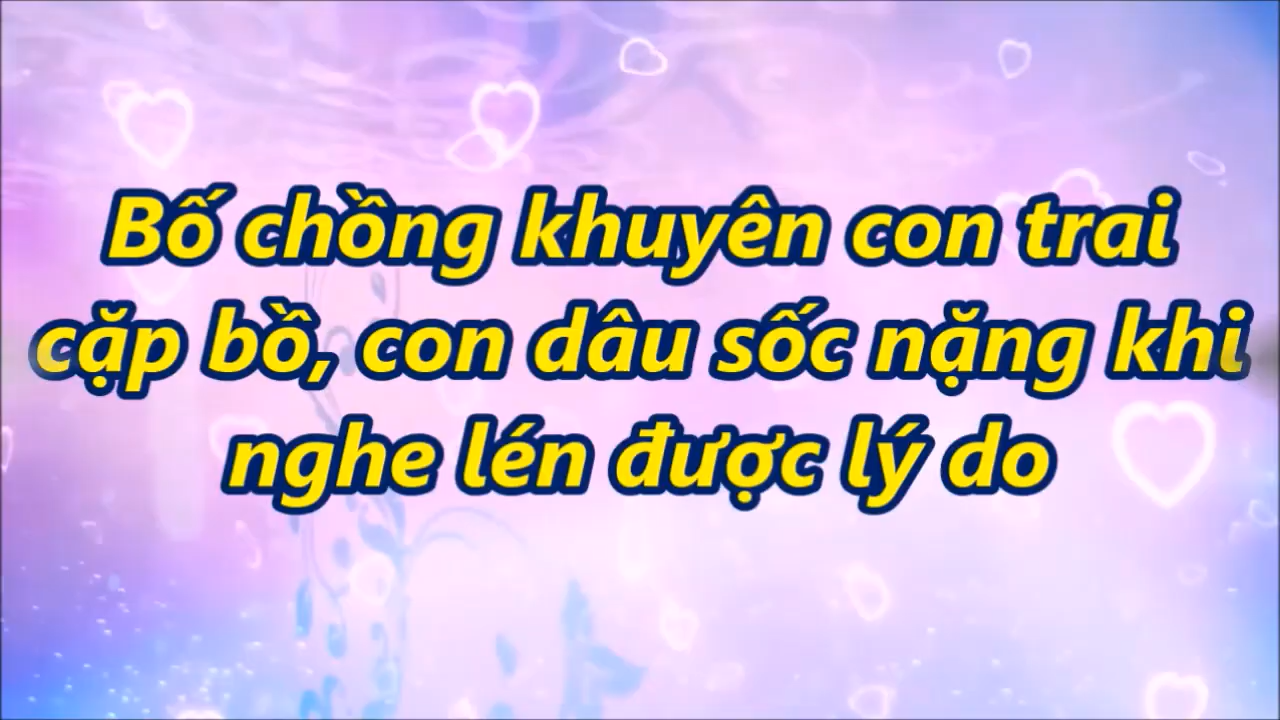 Bố chồng khuyên con trai
cặp bồ, con dâu sốc nặng khi
nghe lén được lý do